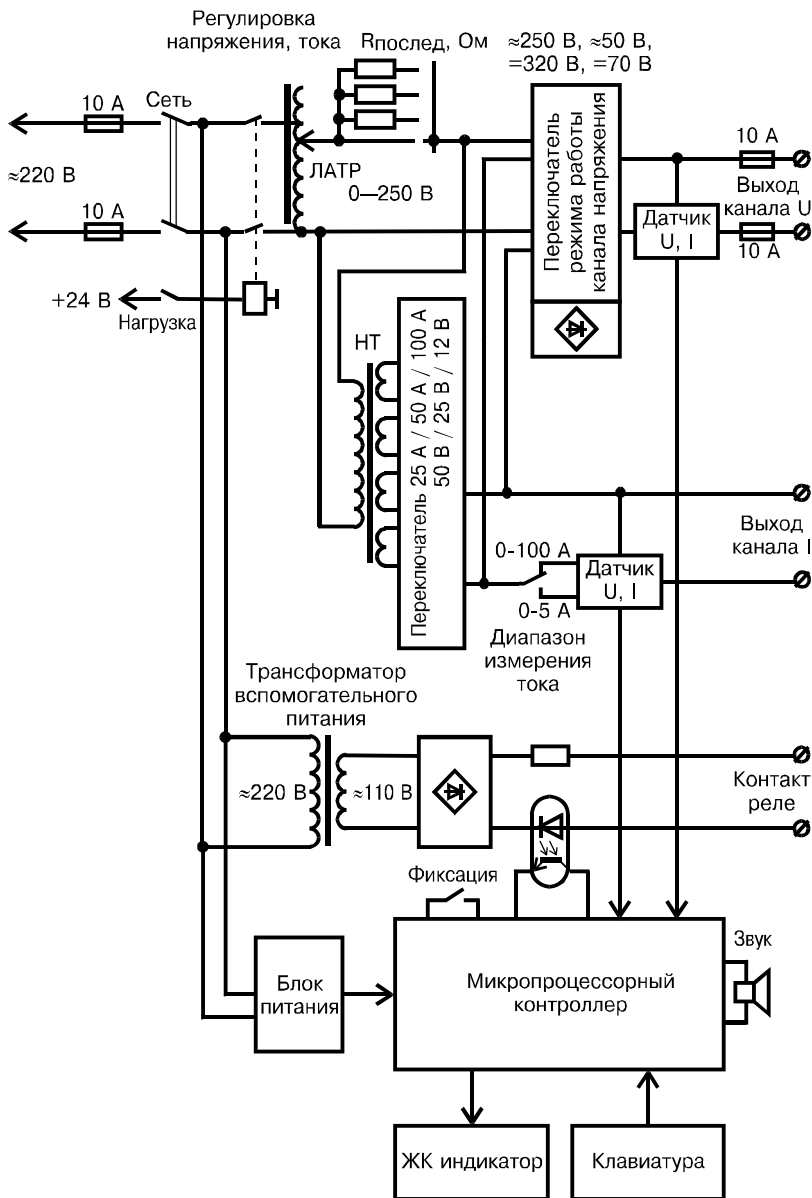 Регулировка
напряжения, тока
Rпослед, Ом
≈250 В, ≈50 В,
=320 В, =70 В
10 А
Сеть
≈220 В
ЛАТР
0—250 В
10 А
Переключатель
режима работы
канала напряжения
10 А
Выход
канала U
Датчик
U, I
10 А
+24 В
Нагрузка
НТ
Переключатель 25 А / 50 А / 100 А
50 В / 25 В / 12 В
Выход
канала I
0-100 А
Датчик
U, I
0-5 А
Диапазон
измерения
тока
Трансформатор
вспомогательного
питания
≈220 В
≈110 В
Контакт
реле
Фиксация
Звук
Блок
питания
Микропроцессорный
контроллер
ЖК индикатор
Клавиатура